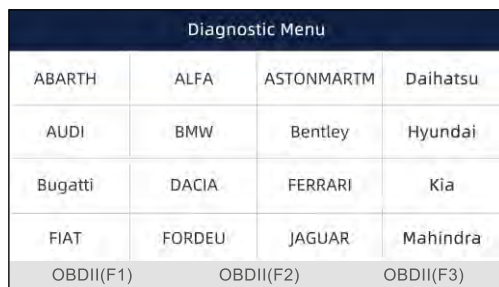 Diagnostic Menu
ABARTH ALFA ASTONMARTM Daihatsu
AUDI BMW Bentley Hyundai
Bugatti DACIA FERRARI Kia
FIAT FORDEU JAGUAR Mahindra
OBDII(F1) OBDII(F2) OBDII(F3)